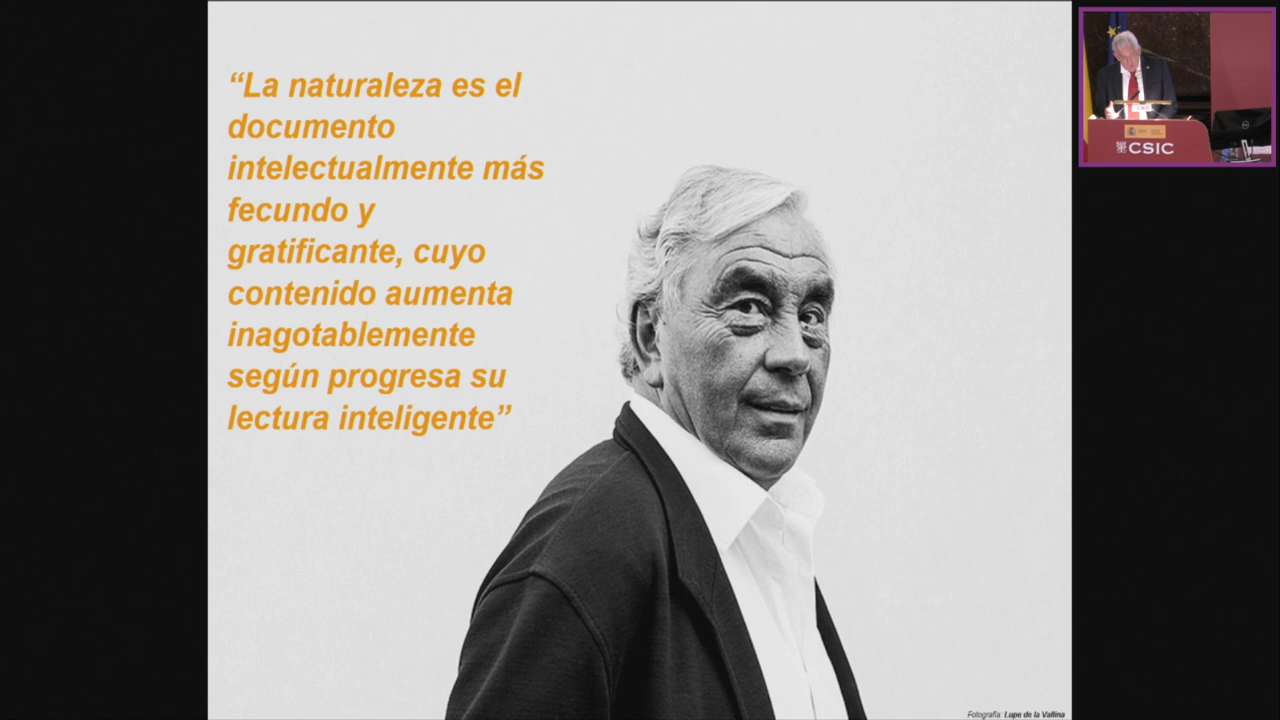 “La naturaleza es el
documento
intelectualmente más
fecundo y
gratificante, cuyo
contenido aumenta
inagotablemente
según progresa su
lectura inteligente”
Fotografía: Lupe de la Vallina
CSIC